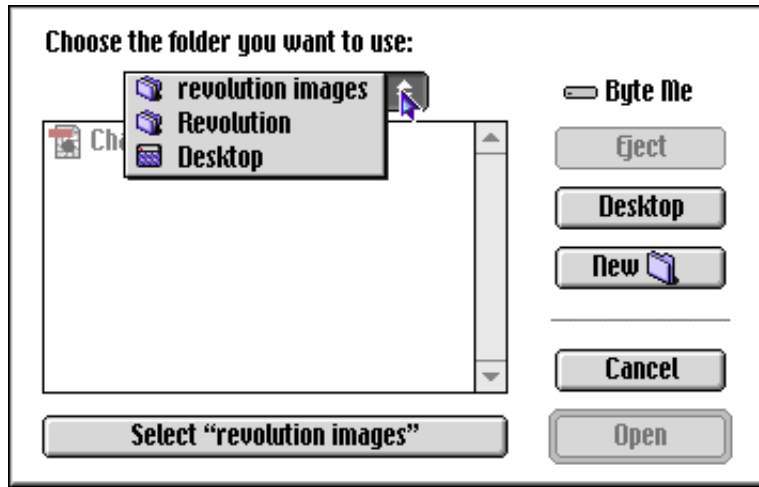 Choose the folder you want to use:
revolution images
Revolution
Desktop
Byte Me
Eject
Desktop
New
Cancel
Select “revolution images”
Open